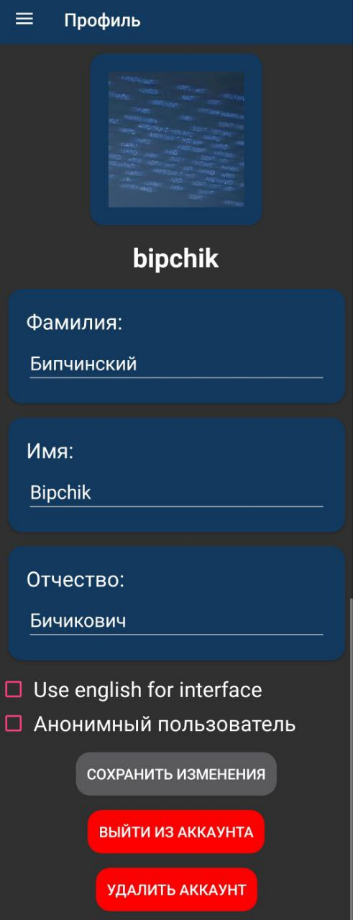 Профиль
bipchik
Фамилия:
Бипчинский
Имя:
Bipchik
Отчество:
Бичикович
Use english for interface
Анонимный пользователь
СОХРАНИТЬ ИЗМЕНЕНИЯ
ВЫЙТИ ИЗ АККАУНТА
УДАЛИТЬ АККАУНТ